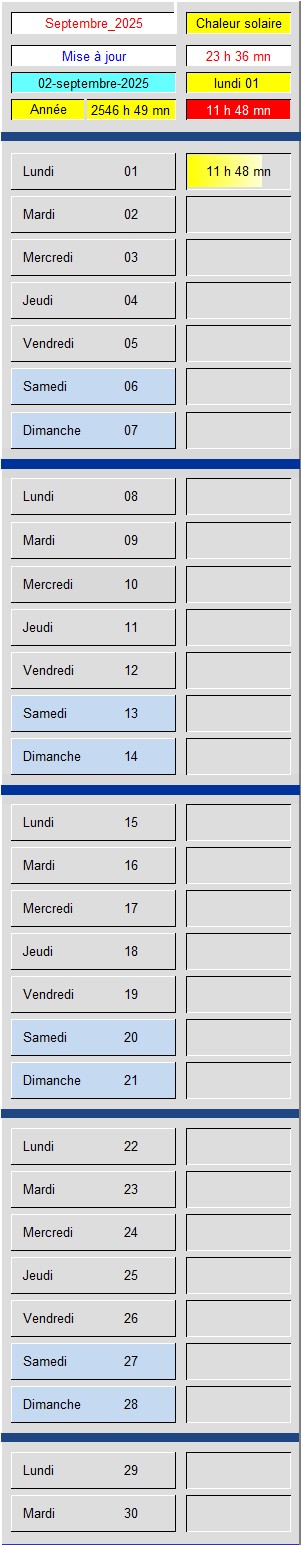 Septembre_2025 Chaleur solaire
Mise à jour 23 h 36 mn
02-septembre-2025 lundi 01
Année 2546 h 49 mn 11 h 48 mn
Lundi 01 11 h 48 mn
Mardi 02
Mercredi 03
Jeudi 04
Vendredi 05
Samedi 06
Dimanche 07
Lundi 08
Mardi 09
Mercredi 10
Jeudi 11
Vendredi 12
Samedi 13
Dimanche 14
Lundi 15
Mardi 16
Mercredi 17
Jeudi 18
Vendredi 19
Samedi 20
Dimanche 21
Lundi 22
Mardi 23
Mercredi 24
Jeudi 25
Vendredi 26
Samedi 27
Dimanche 28
Lundi 29
Mardi 30